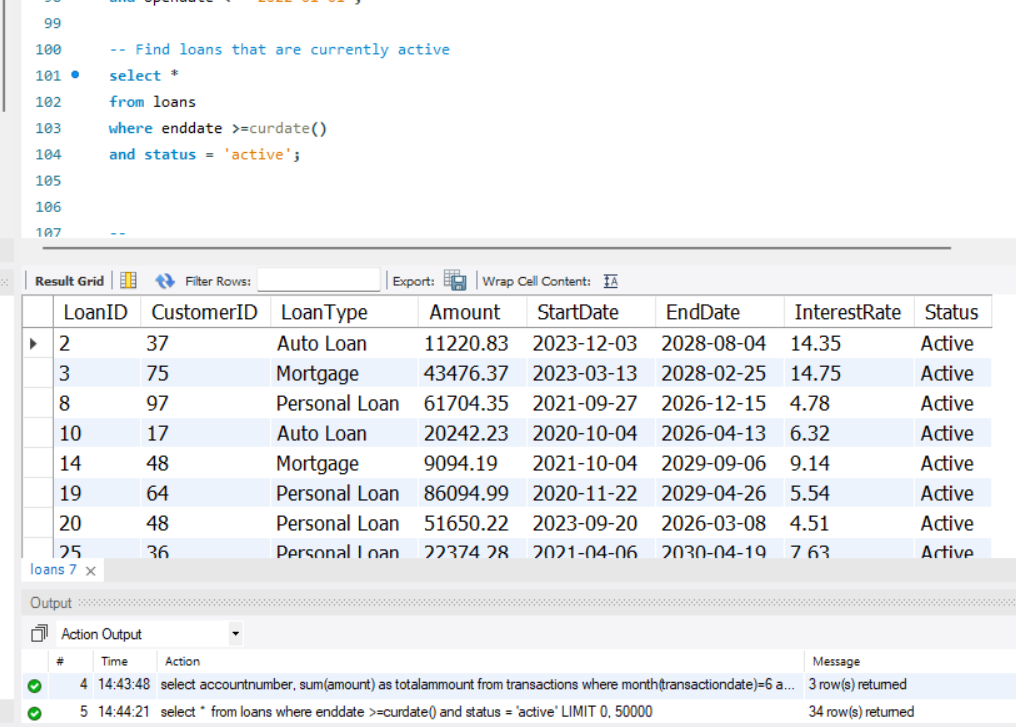 99
100 -- Find loans that are currently active
101 select *
102 from loans
103 where enddate >=curdate()
104 and status = 'active';
105
106
107 --
Result Grid Filter Rows: Export: Wrap Cell Content:
LoanID CustomerID LoanType Amount StartDate EndDate InterestRate Status
2 37 Auto Loan 11220.83 2023-12-03 2028-08-04 14.35 Active
3 75 Mortgage 43476.37 2023-03-13 2028-02-25 14.75 Active
8 97 Personal Loan 61704.35 2021-09-27 2026-12-15 4.78 Active
10 17 Auto Loan 20242.23 2020-10-04 2026-04-13 6.32 Active
14 48 Mortgage 9094.19 2021-10-04 2029-09-06 9.14 Active
19 64 Personal Loan 86094.99 2020-11-22 2029-04-26 5.54 Active
20 48 Personal Loan 51650.22 2023-09-20 2026-03-08 4.51 Active
25 36 Personal Loan 22374.28 2021-04-06 2030-04-19 7.63 Active
loans 7
Output
Action Output
# Time Action Message
4 14:43:48 select accountnumber, sum(amount) as totalammount from transactions where month(transactiondate)=6 a... 3 row(s) returned
5 14:44:21 select * from loans where enddate >=curdate() and status = 'active' LIMIT 0, 50000 34 row(s) returned